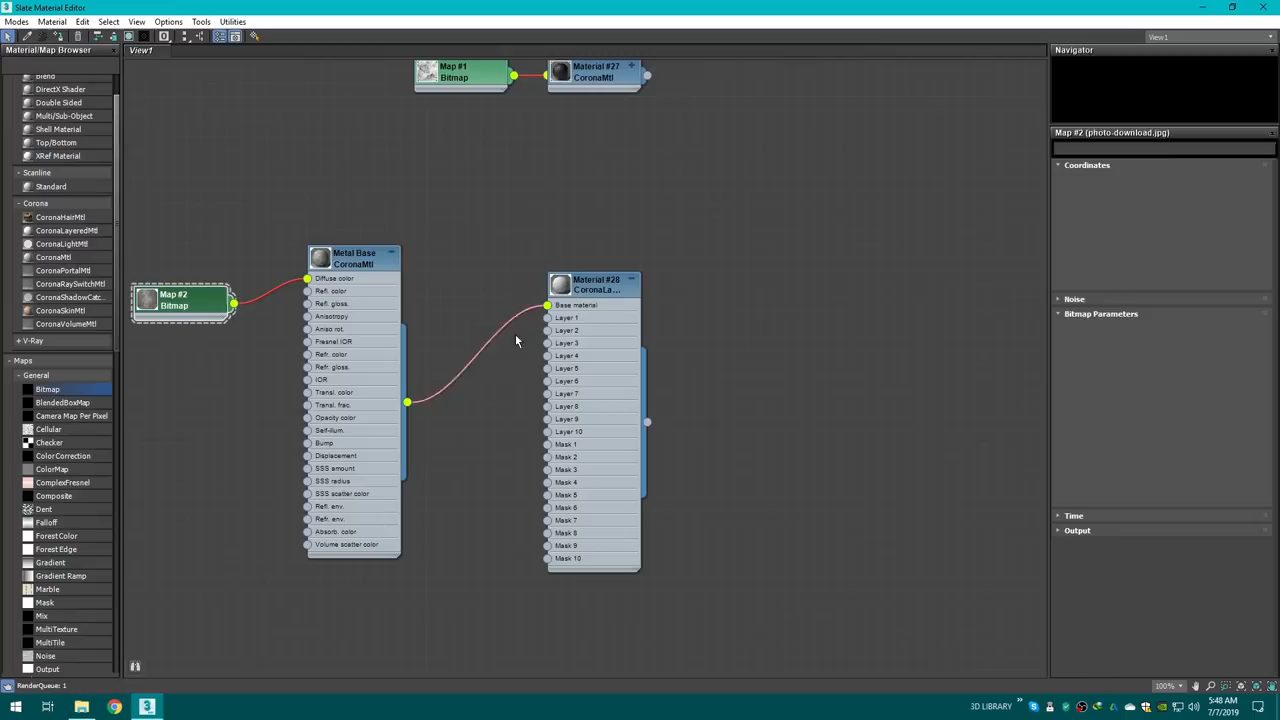 Slate Material Editor
Modes Material Edit Select View Options Tools Utilities
Material/Map Browser
View1
View1
Navigator
Blend
DirectX Shader
Double Sided
Multi/Sub-Object
Shell Material
Top/Bottom
XRef Material
- Scanline
Standard
- Corona
CoronaHairMtl
CoronaLayeredMtl
CoronaLightMtl
CoronaMtl
CoronaPortalMtl
CoronaRaySwitchMtl
CoronaShadowCatc...
CoronaSkinMtl
CoronaVolumeMtl
+ V-Ray
- Maps
- General
Bitmap
BlendedBoxMap
Camera Map Per Pixel
Cellular
Checker
ColorCorrection
ColorMap
ComplexFresnel
Composite
Dent
Falloff
ForestColor
Forest Edge
Gradient
Gradient Ramp
Marble
Mask
Mix
MultiTexture
MultiTile
Noise
Output
Map #1
Bitmap
Material #27
CoronaMtl
Map #2
Bitmap
Metal Base
CoronaMtl
Diffuse color
Refl. color
Refl. gloss.
Anisotropy
Aniso rot.
Fresnel IOR
Refr. color
Refr. gloss.
IOR
Transl. color
Transl. frac.
Opacity color
Self-illum.
Bump
Displacement
SSS amount
SSS radius
SSS scatter color
Refl. env.
Refr. env.
Absorb. color
Volume scatter color
Material #28
CoronaLa...
Base material
Layer 1
Layer 2
Layer 3
Layer 4
Layer 5
Layer 6
Layer 7
Layer 8
Layer 9
Layer 10
Mask 1
Mask 2
Mask 3
Mask 4
Mask 5
Mask 6
Mask 7
Mask 8
Mask 9
Mask 10
Map #2 (photo-download.jpg)
Coordinates
Noise
Bitmap Parameters
Time
Output
RenderQueue: 1
100%
3
3D LIBRARY
5:48 AM
7/7/2019